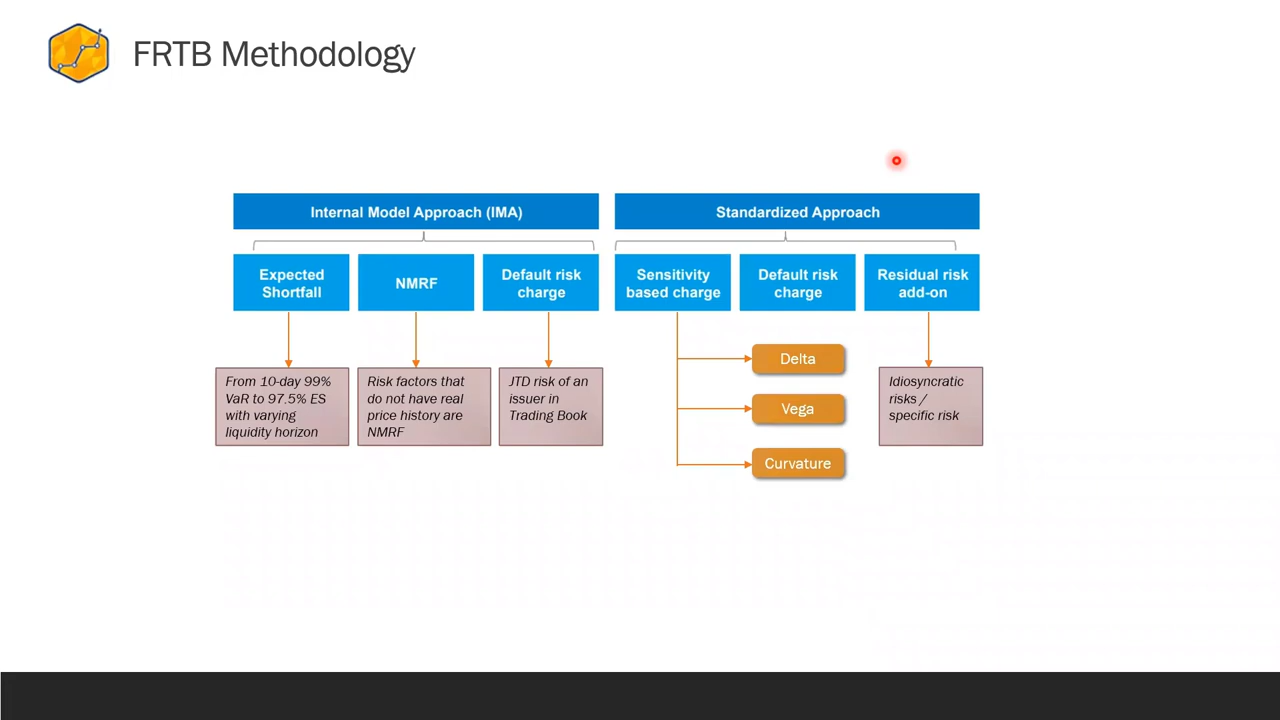 FRTB Methodology
Internal Model Approach (IMA)
Standardized Approach
Expected
Shortfall
NMRF
Default risk
charge
Sensitivity
based charge
Default risk
charge
Residual risk
add-on
From 10-day 99%
VaR to 97.5% ES
with varying
liquidity horizon
Risk factors that
do not have real
price history are
NMRF
JTD risk of an
issuer in
Trading Book
Delta
Vega
Curvature
Idiosyncratic
risks /
specific risk